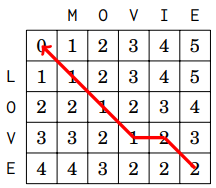 M O V I E
0 1 2 3 4 5
L 1 1 2 3 4 5
O 2 2 1 2 3 4
V 3 3 2 1 2 3
E 4 4 3 2 2 2